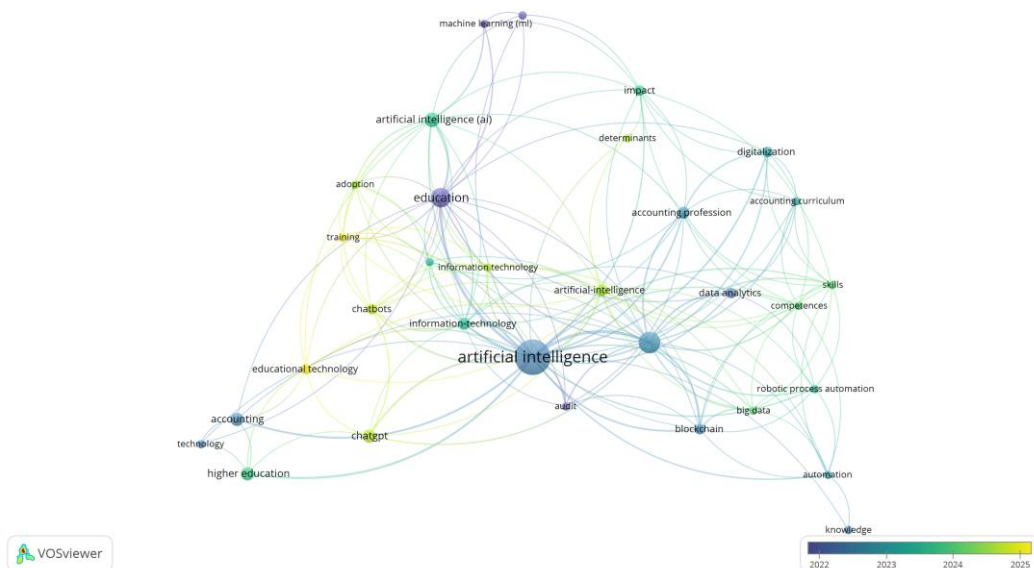 machine learning (ml)
impact
artificial intelligence (ai)
determinants
digitalization
adoption
education
accounting curriculum
accounting profession
training
information technology
artificial-intelligence
data analytics
skills
competences
chatbots
information-technology
artificial intelligence
educational technology
robotic process automation
audit
big data
accounting
blockchain
chatgpt
technology
higher education
automation
knowledge
VOSviewer
2022 2023 2024 2025